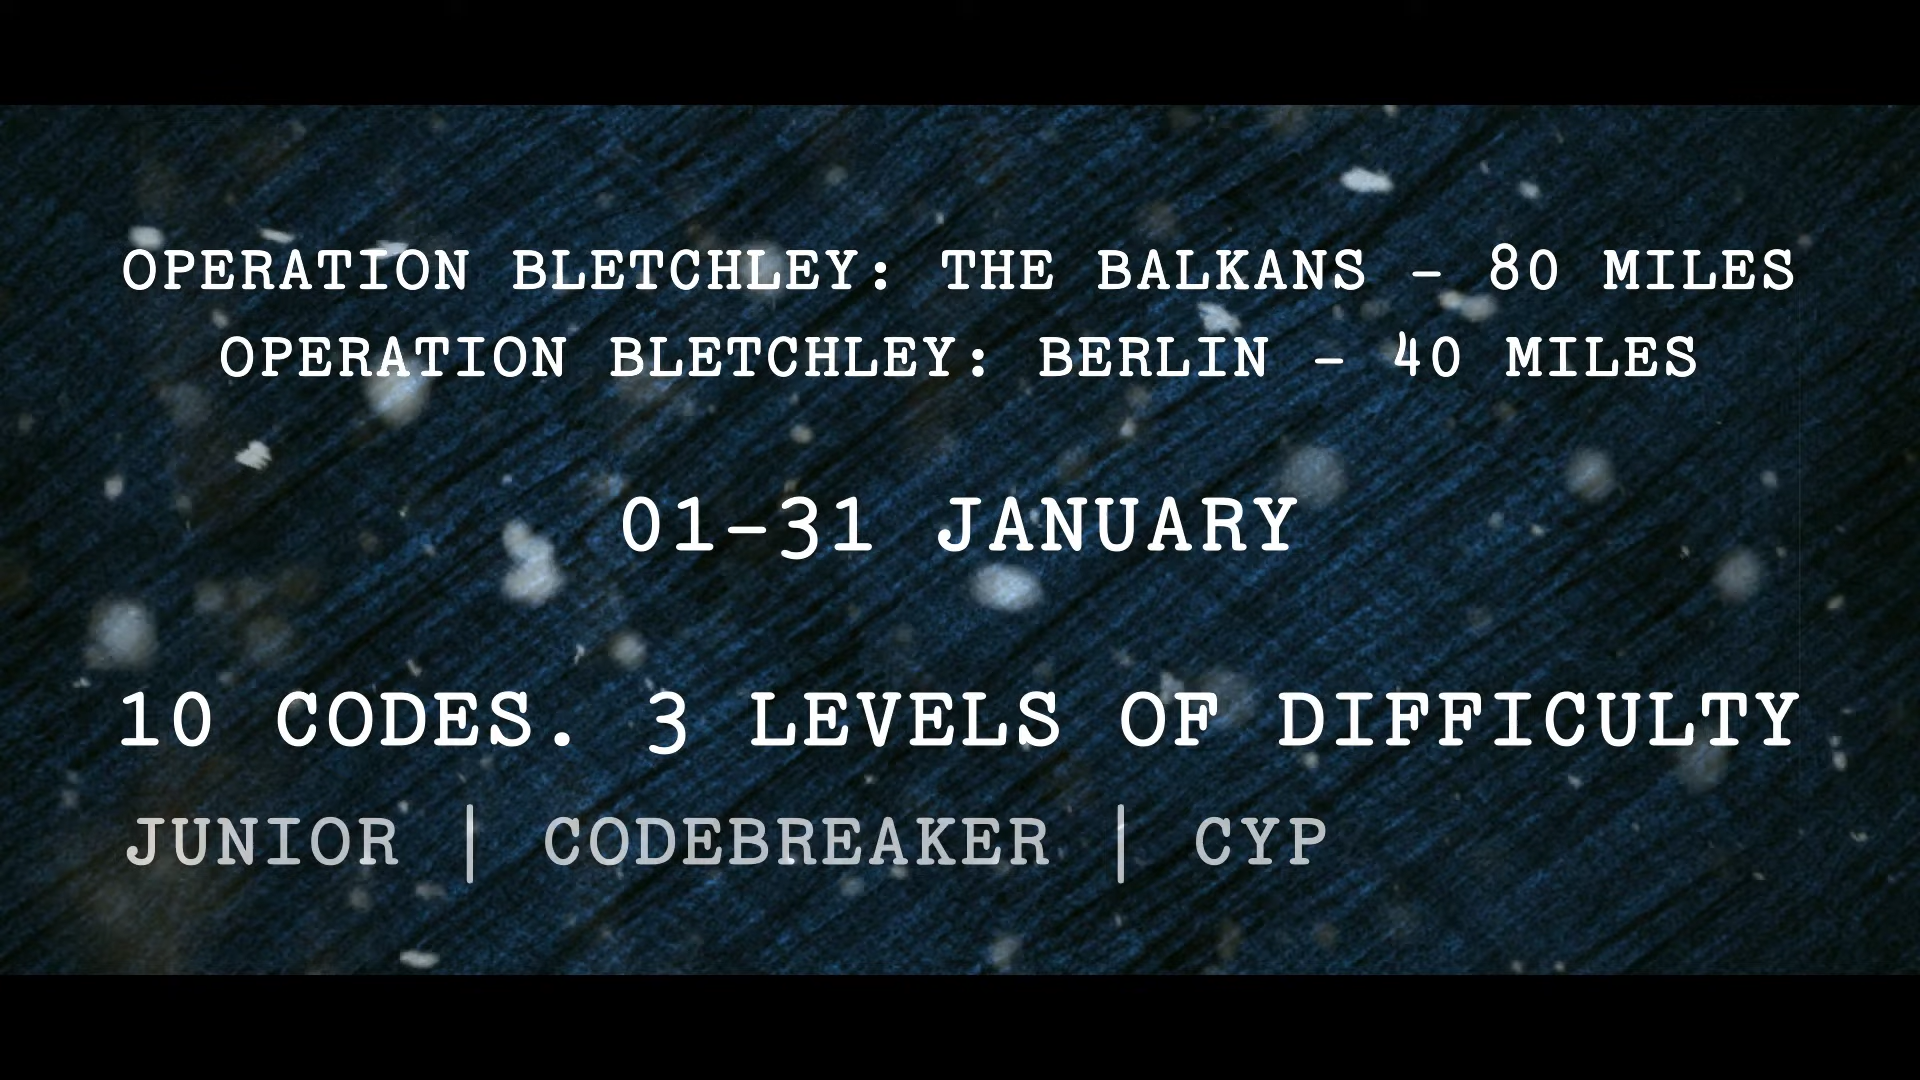 OPERATION BLETCHLEY: THE BALKANS - 80 MILES
OPERATION BLETCHLEY: BERLIN - 40 MILES
01-31 JANUARY
10 CODES. 3 LEVELS OF DIFFICULTY
JUNIOR | CODEBREAKER | CYP